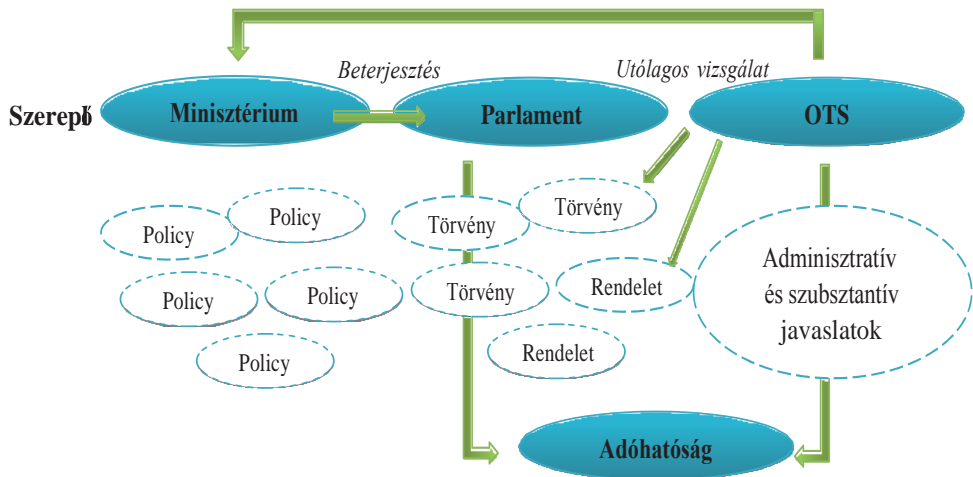 Beterjesztés
Utólagos vizsgálat
Szereplő
Minisztérium
Parlament
OTS
Policy
Policy
Törvény
Törvény
Policy
Policy
Törvény
Rendelet
Adminisztratív
és szubsztantív
javaslatok
Policy
Rendelet
Adóhatóság